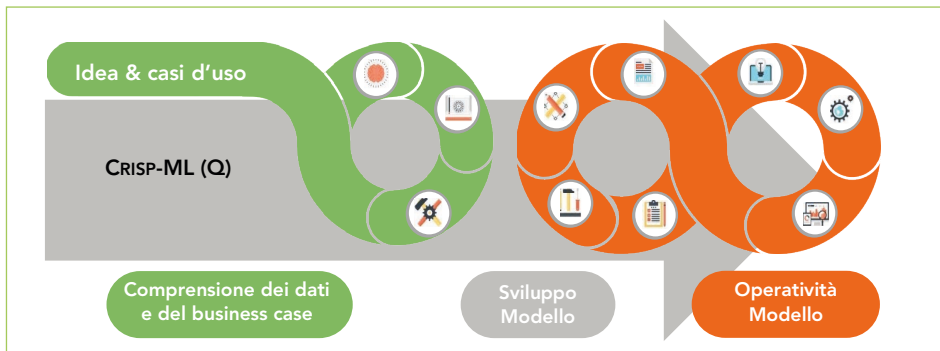 Idea & casi d'uso
CRISP-ML (Q)
Comprensione dei dati
e del business case
Sviluppo
Modello
Operatività
Modello